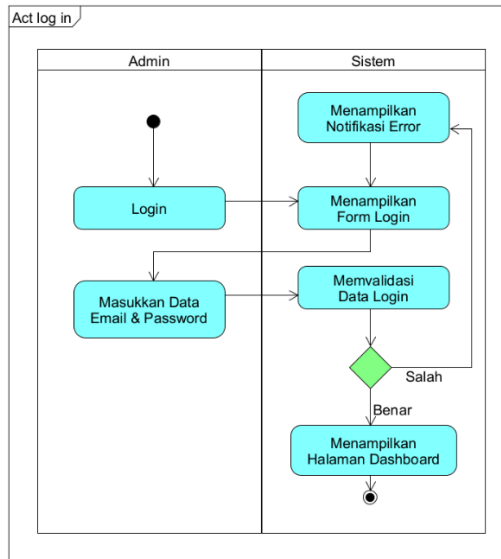 Act log in
Admin
Sistem
Menampilkan
Notifikasi Error
Login
Menampilkan
Form Login
Masukkan Data
Email & Password
Memvalidasi
Data Login
Salah
Benar
Menampilkan
Halaman Dashboard